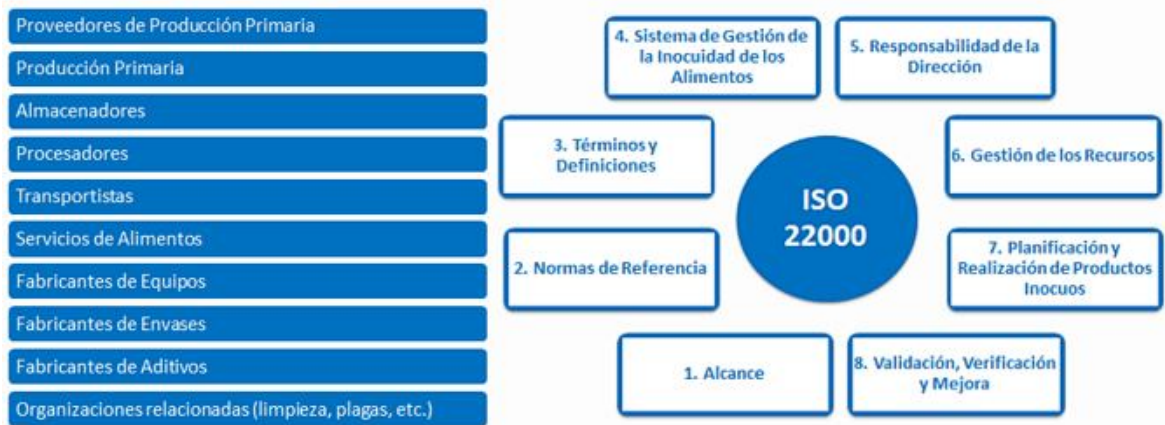 Proveedores de Producción Primaria
Producción Primaria
Almacenadores
Procesadores
Transportistas
Servicios de Alimentos
Fabricantes de Equipos
Fabricantes de Envases
Fabricantes de Aditivos
Organizaciones relacionadas (limpieza, plagas, etc.)
4. Sistema de Gestión de
la Inocuidad de los
Alimentos
5. Responsabilidad de la
Dirección
3. Términos y
Definiciones
6. Gestión de los Recursos
ISO
22000
2. Normas de Referencia
7. Planificación y
Realización de Productos
Inocuos
1. Alcance
8. Validación, Verificación
y Mejora